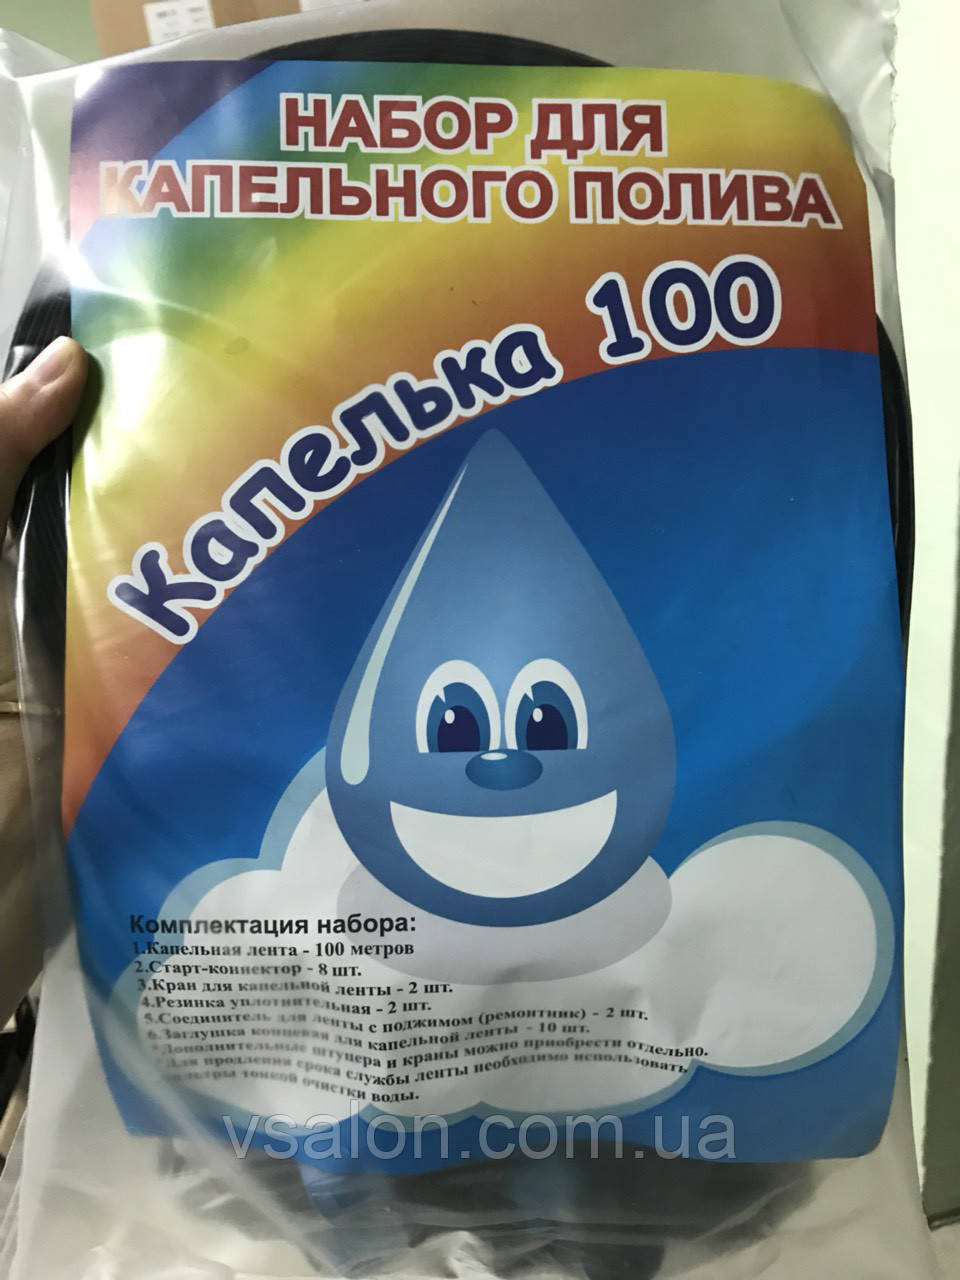 НАБОР ДЛЯ
КАПЕЛЬНОГО ПОЛИВА
Капелька 100
Комплектация набора:
1.Капельная лента - 100 метров
2.Старт-коннектор - 8 шт.
3.Кран для капельной ленты - 2 шт.
4.Резинка уплотнительная - 2 шт.
5.Соединитель для ленты с поджимом (ремонтник) - 2 шт.
6.Заглушка концевая для капельной ленты - 10 шт.
*Дополнительные штуцера и краны можно приобрести отдельно.
*Для продления срока службы ленты необходимо использовать
фильтры тонкой очистки воды.
vsalon.com.ua